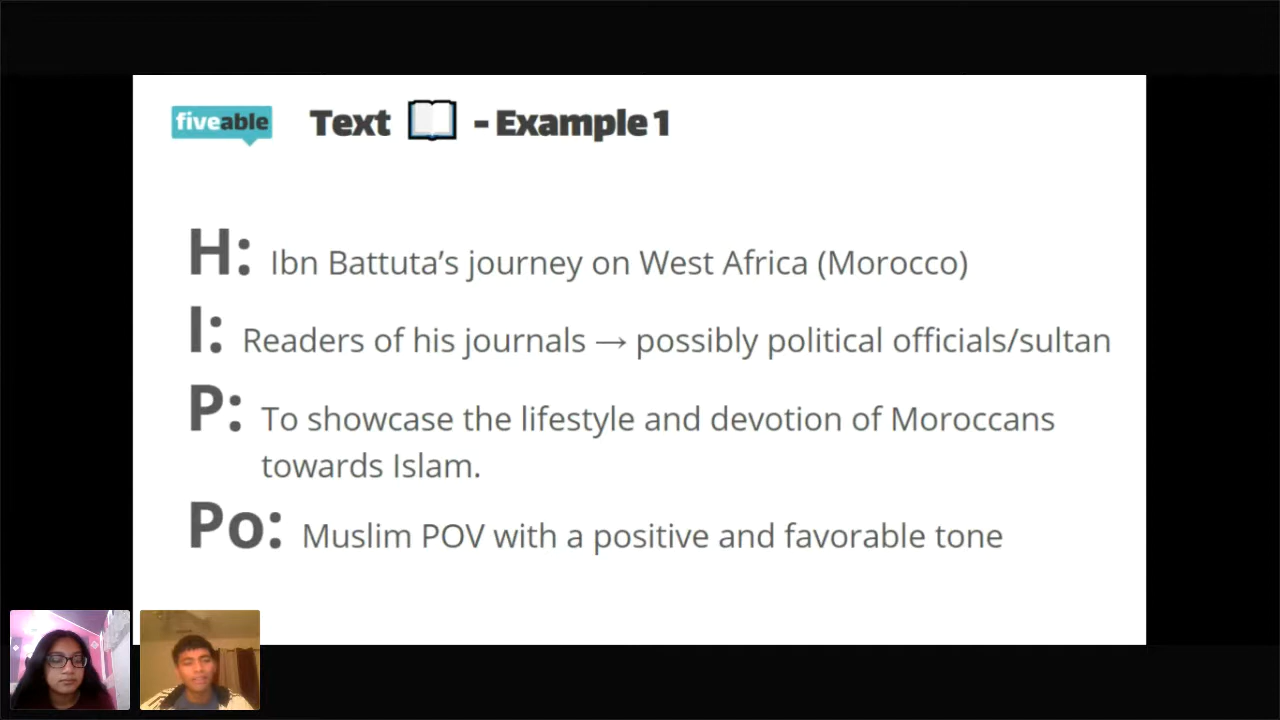 fiveable
Text - Example 1
H: Ibn Battuta’s journey on West Africa (Morocco)
I: Readers of his journals → possibly political officials/sultan
P: To showcase the lifestyle and devotion of Moroccans
towards Islam.
Po: Muslim POV with a positive and favorable tone